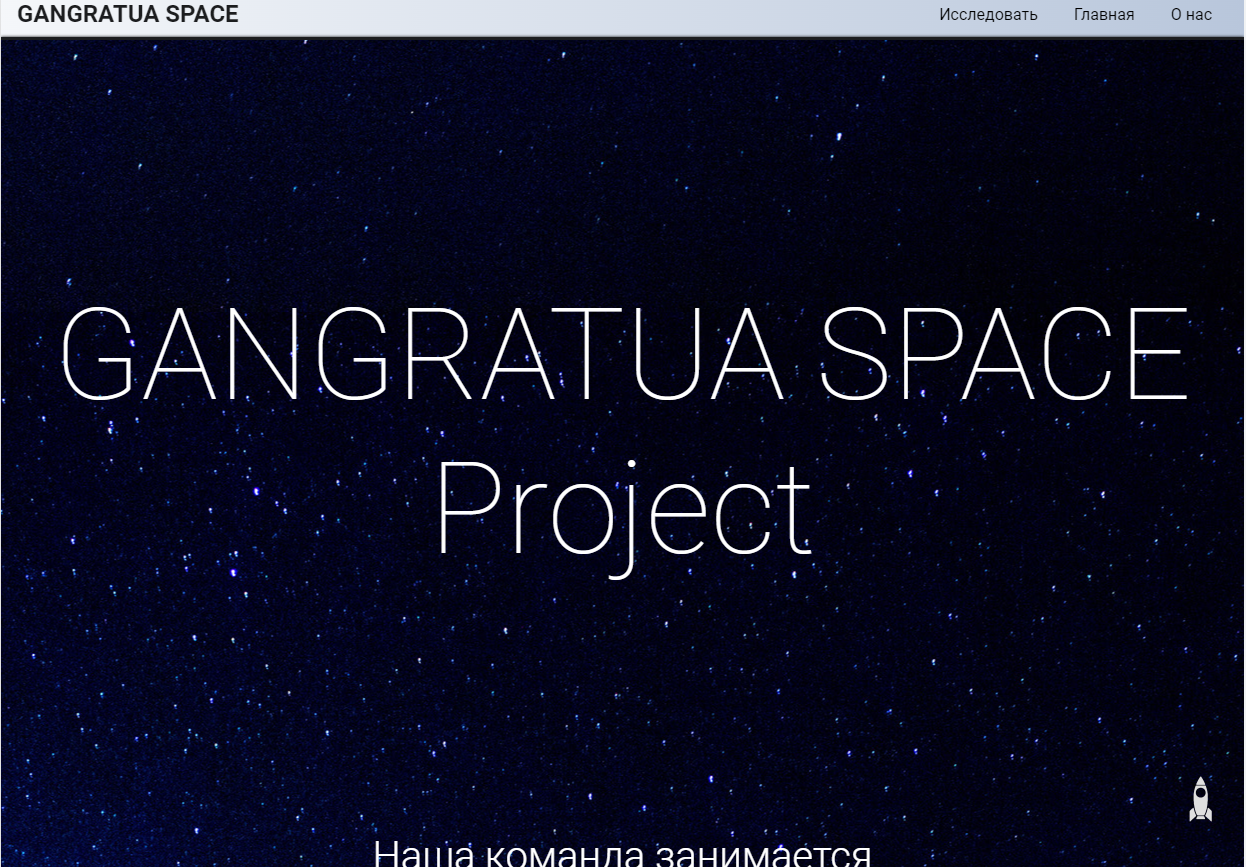 GANGRATUA SPACE
Исследовать Главная О нас
GANGRATUA SPACE
Project
Наша команда занимается